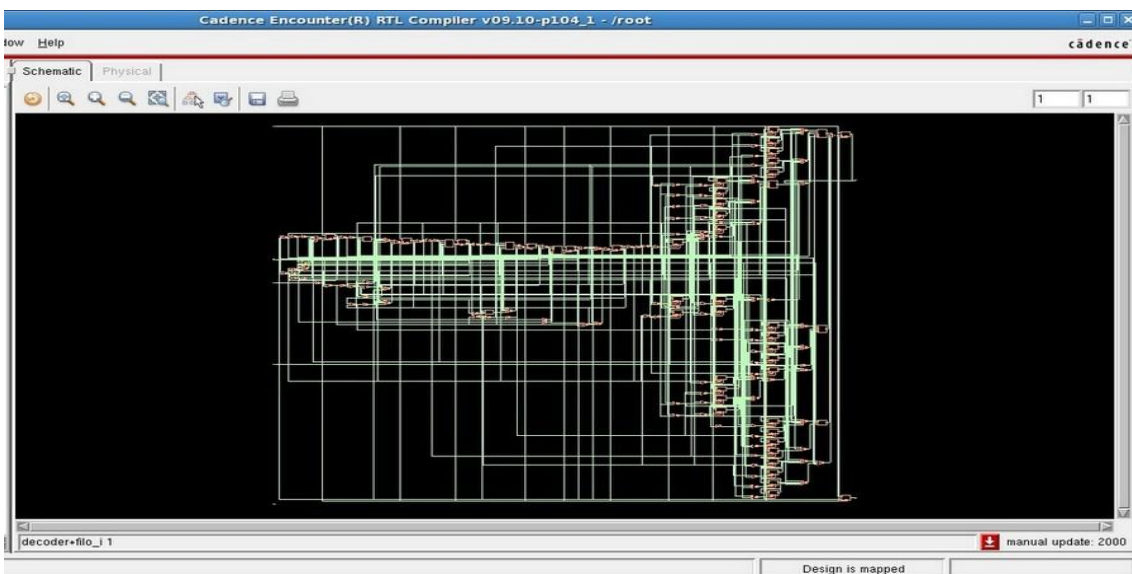 Cadence Encounter(R) RTL Compiler v09.10-p104_1 - /root
Help
cādence
Schematic Physical
1 1
decoder+filo_i 1
manual update: 2000
Design is mapped